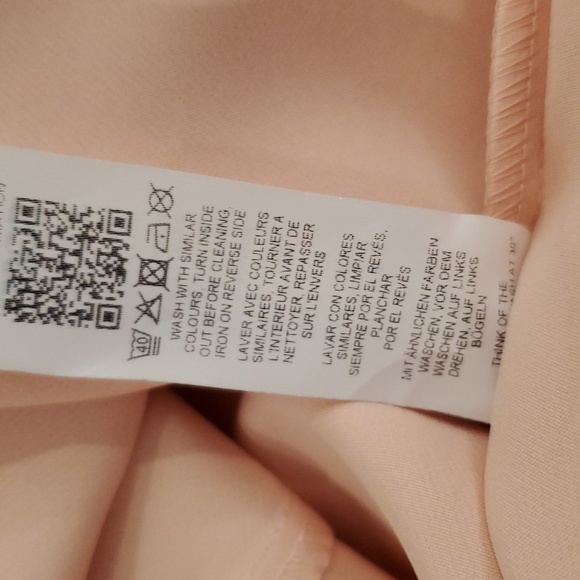 40
WASH WITH SIMILAR
COLOURS, TURN INSIDE
OUT BEFORE CLEANING,
IRON ON REVERSE SIDE
LAVER AVEC COULEURS
SIMILAIRES, TOURNER A
L'INTERIEUR AVANT DE
NETTOYER, REPASSER
SUR L'ENVERS
LAVAR CON COLORES
SIMILARES, LIMPIAR
SIEMPRE POR EL REVÉS,
PLANCHAR
POR EL REVÉS
MIT ÄHNLICHEN FARBEN
WASCHEN, VOR DEM
WASCHEN AUF LINKS
DREHEN, AUF LINKS
BÜGELN
THINK OF THE